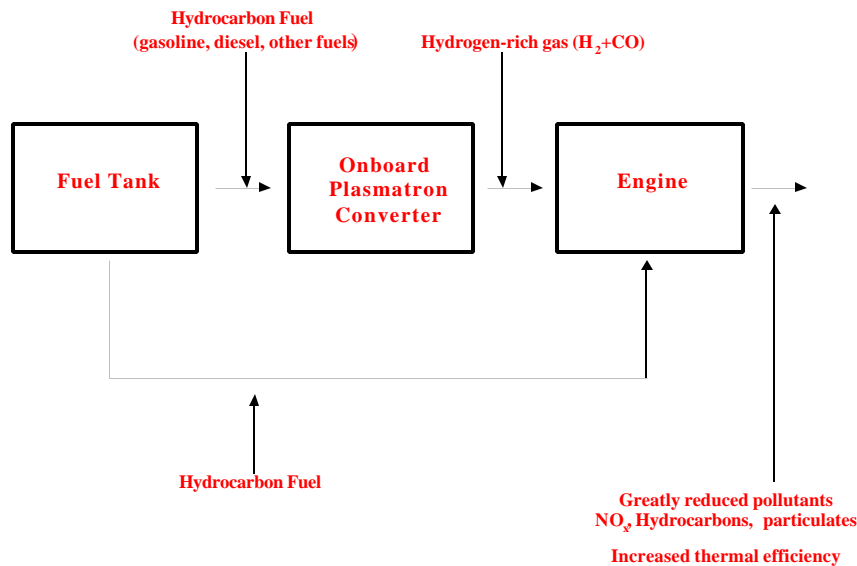 Hydrocarbon Fuel
(gasoline, diesel, other fuels)
Hydrogen-rich gas (H₂+CO)
Fuel Tank
Onboard
Plasmatron
Converter
Engine
Hydrocarbon Fuel
Greatly reduced pollutants
NOₓ, Hydrocarbons, particulates
Increased thermal efficiency